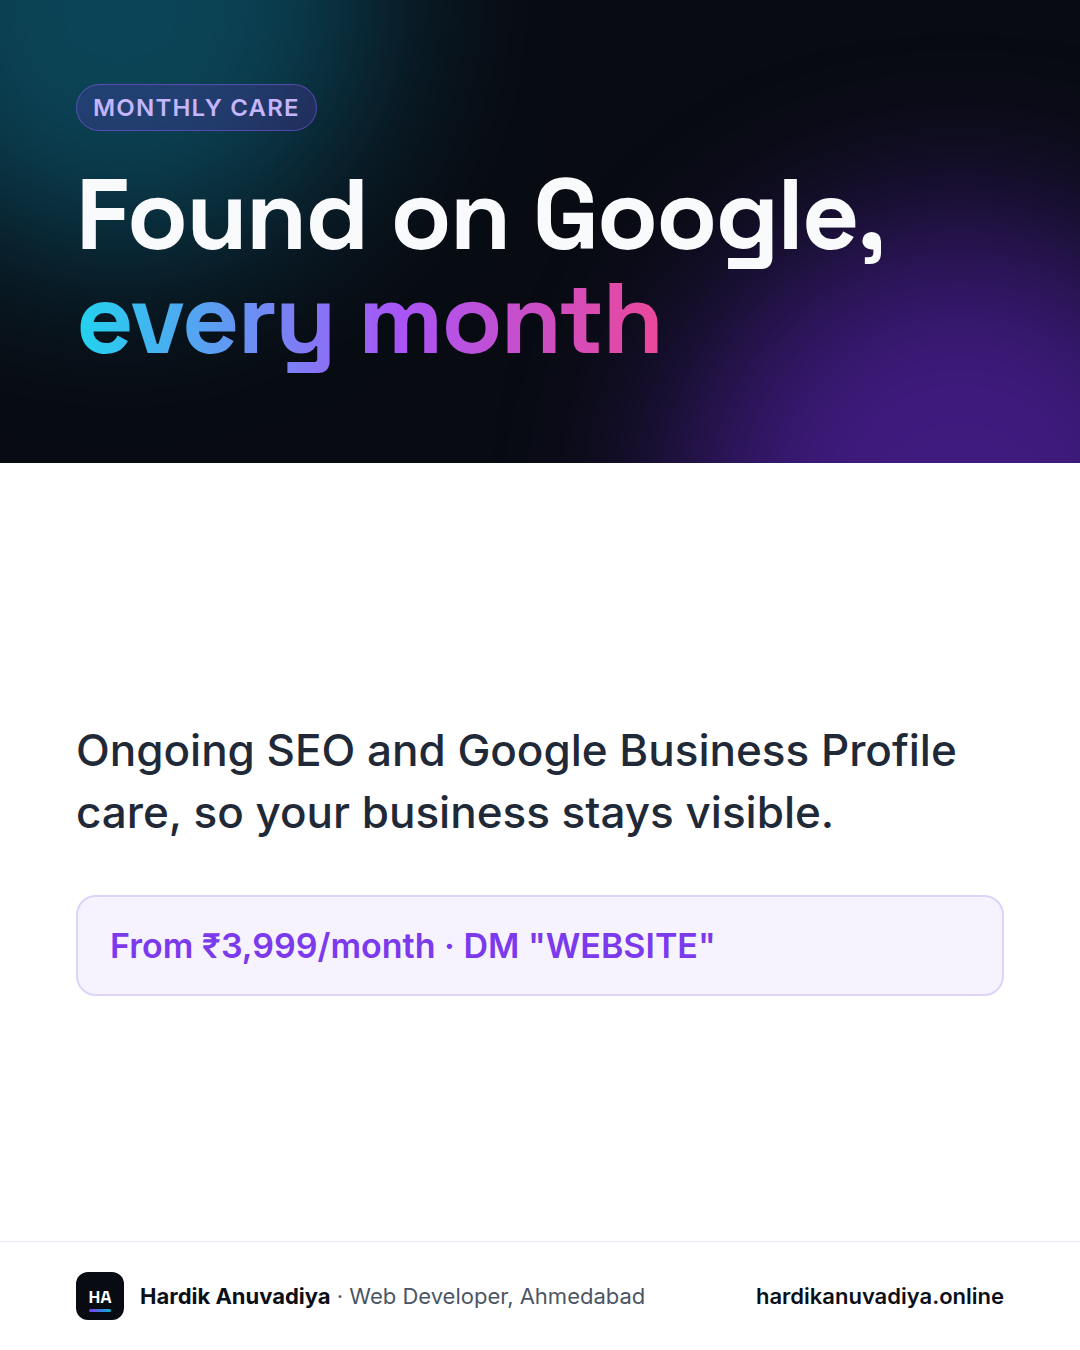 MONTHLY CARE
Found on Google,
every month
Ongoing SEO and Google Business Profile
care, so your business stays visible.
From ₹3,999/month · DM "WEBSITE"
HA
Hardik Anuvadiya · Web Developer, Ahmedabad
hardikanuvadiya.online